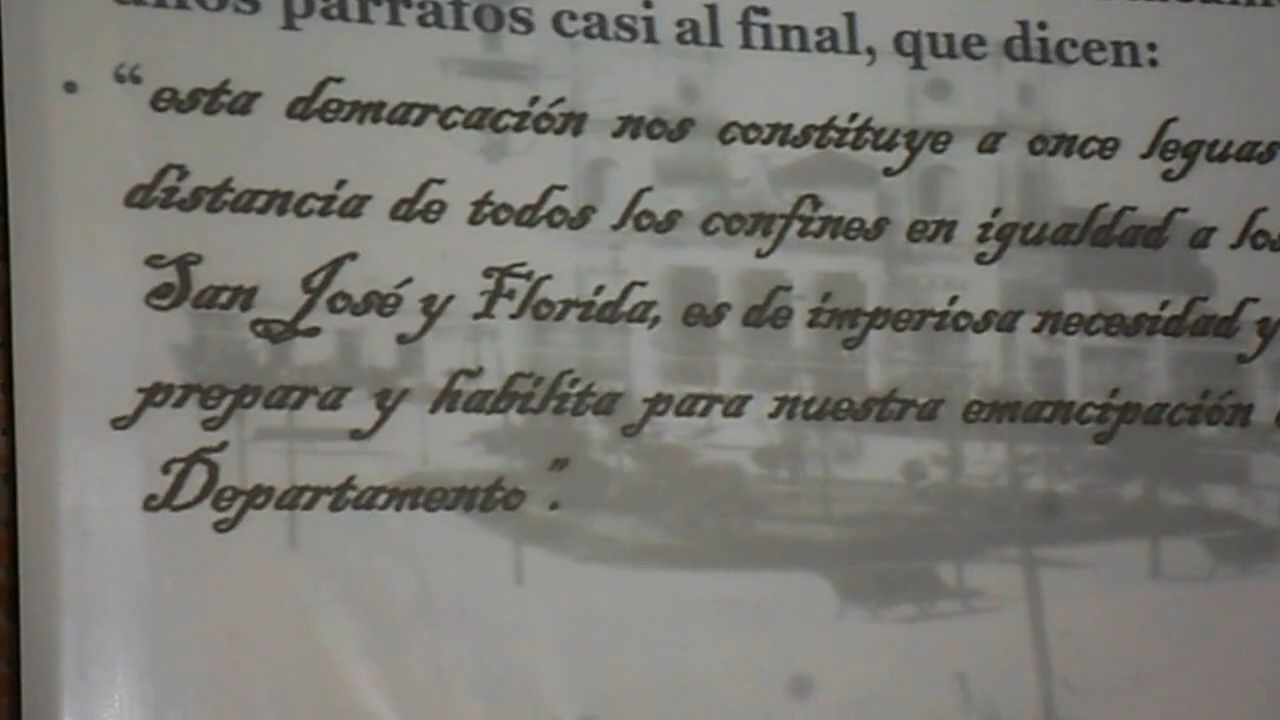 párrafos casi al final, que dicen:
• “esta demarcación nos constituye a once leguas
distancia de todos los confines en igualdad a los
San José y Florida, es de imperiosa necesidad y
prepara y habilita para nuestra emancipación
Departamento”.